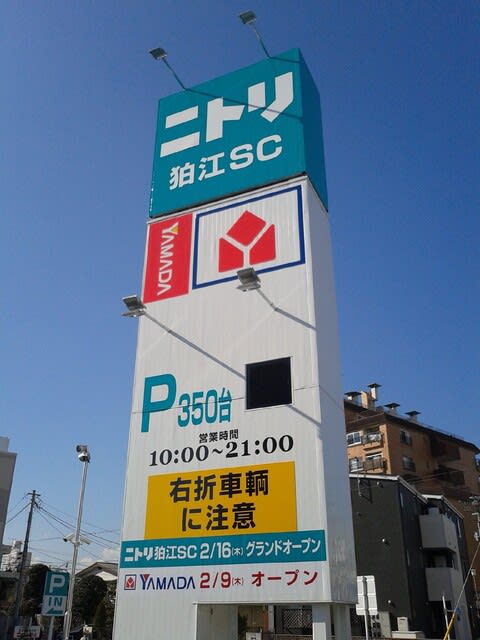 ニトリ
狛江SC
YAMADA
P 350台
営業時間
10:00~21:00
右折車輌
に注意
ニトリ狛江SC 2/16(木) グランドオープン
YAMADA 2/9(木) オープン
P
IN